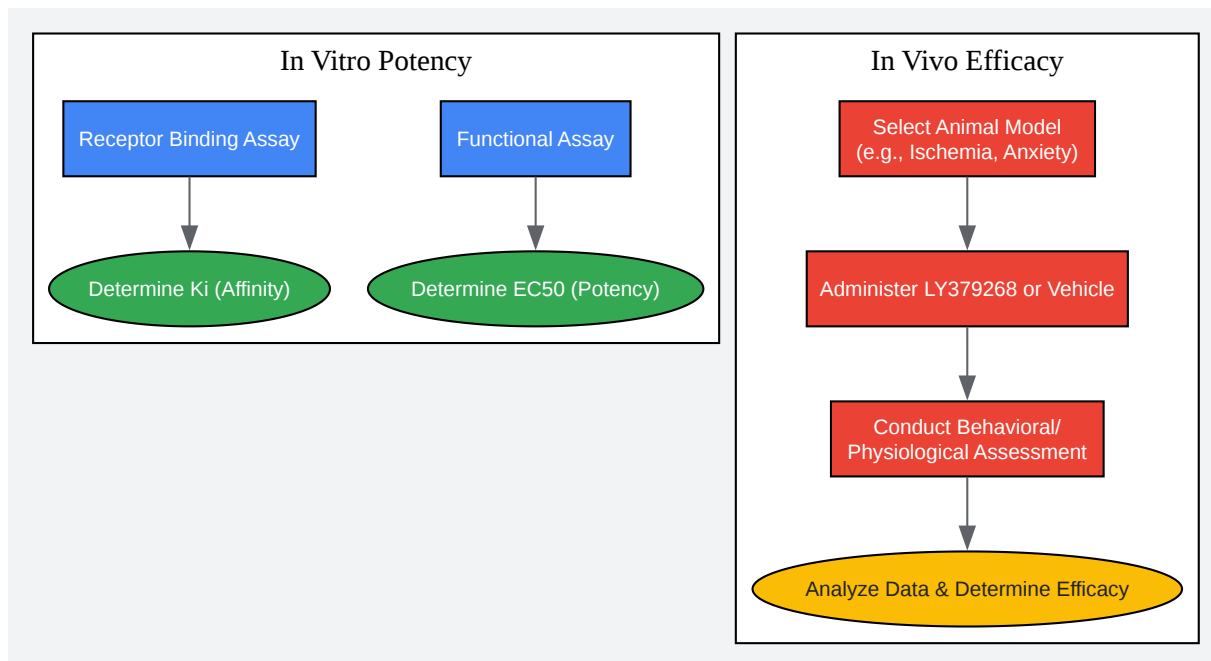 In Vitro Potency
Receptor Binding Assay
Functional Assay
Determine Ki (Affinity)
Determine EC50 (Potency)
In Vivo Efficacy
Select Animal Model
(e.g., Ischemia, Anxiety)
Administer LY379268 or Vehicle
Conduct Behavioral/
Physiological Assessment
Analyze Data & Determine Efficacy